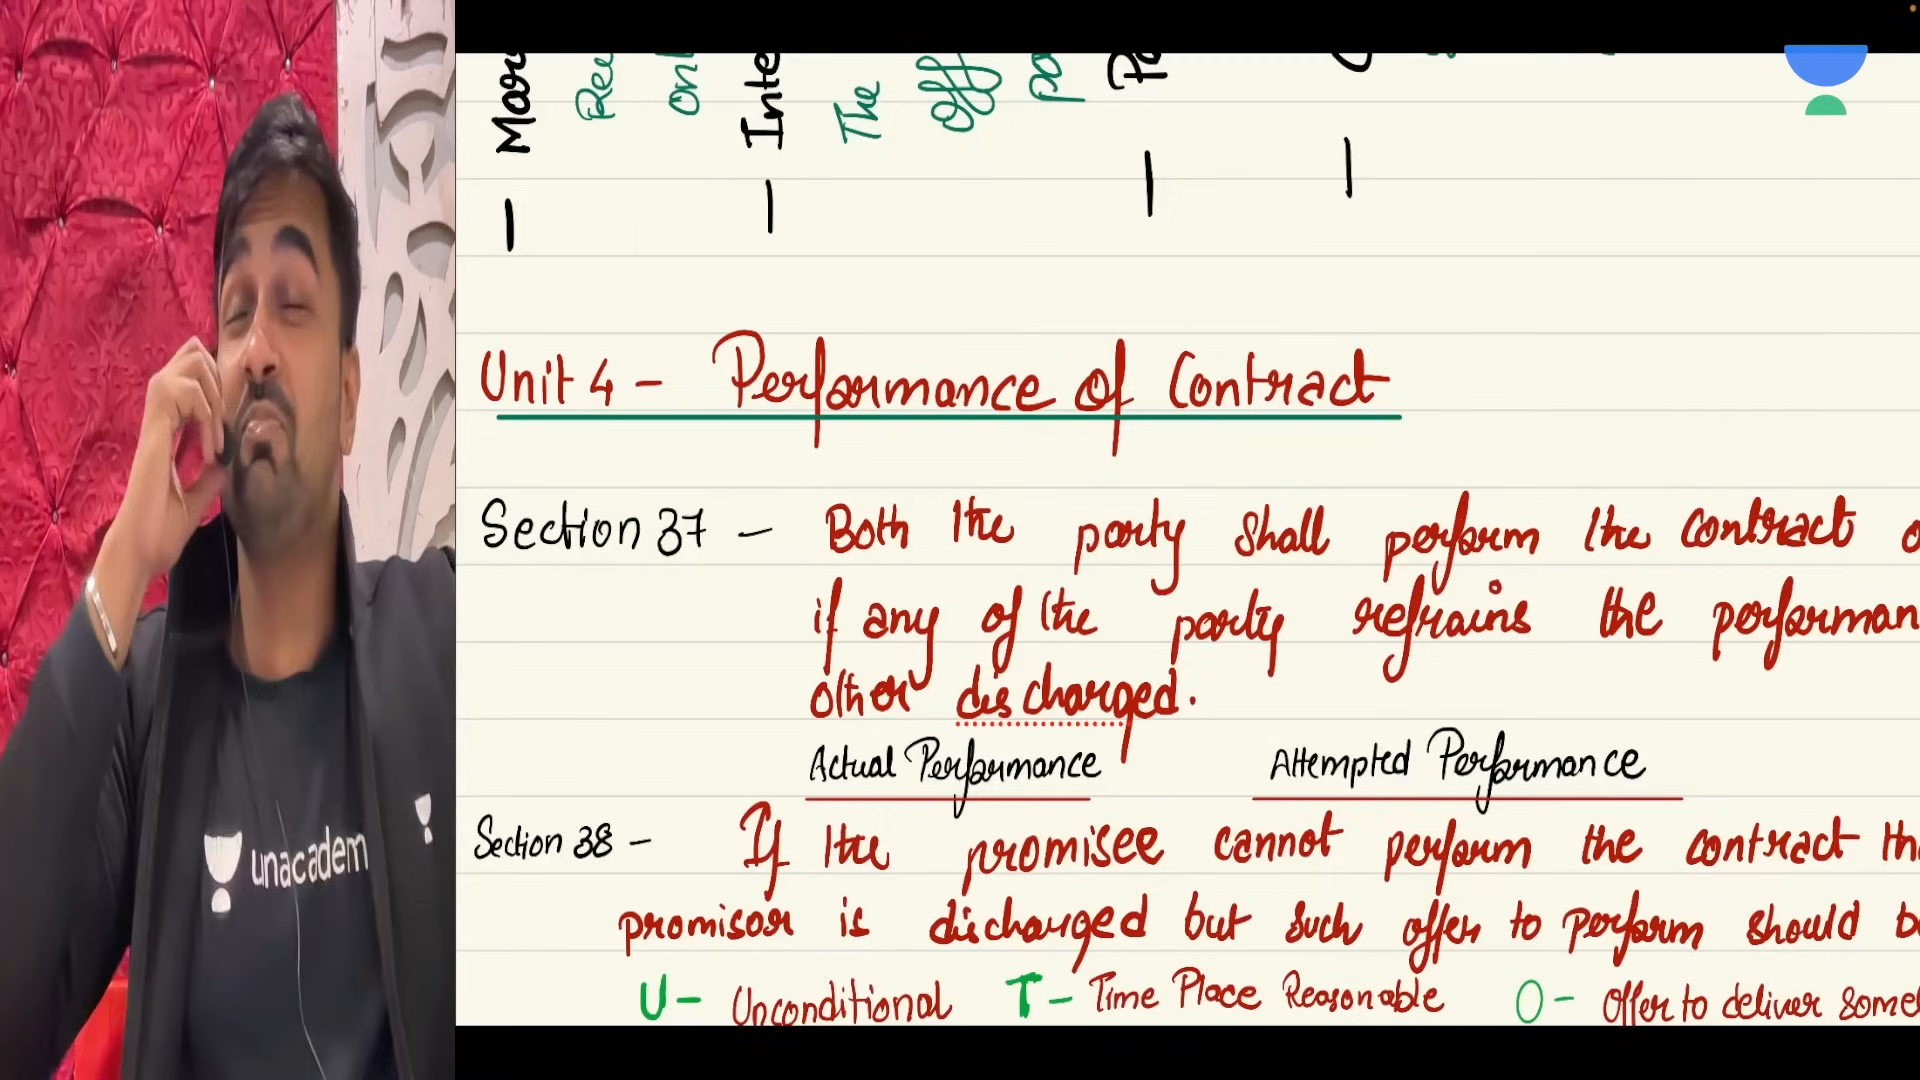 The
Unit 4 - Performance of Contract
Section 37 - Both the party shall perform the contract
if any of the party refrains the performan
other discharged.
Actual Performance Attempted Performance
Section 38 - If the promisee cannot perform the contract th
promisor is discharged but such offer to perform should b
U - Unconditional T - Time Place Reasonable O - Offer to deliver some
unacadem